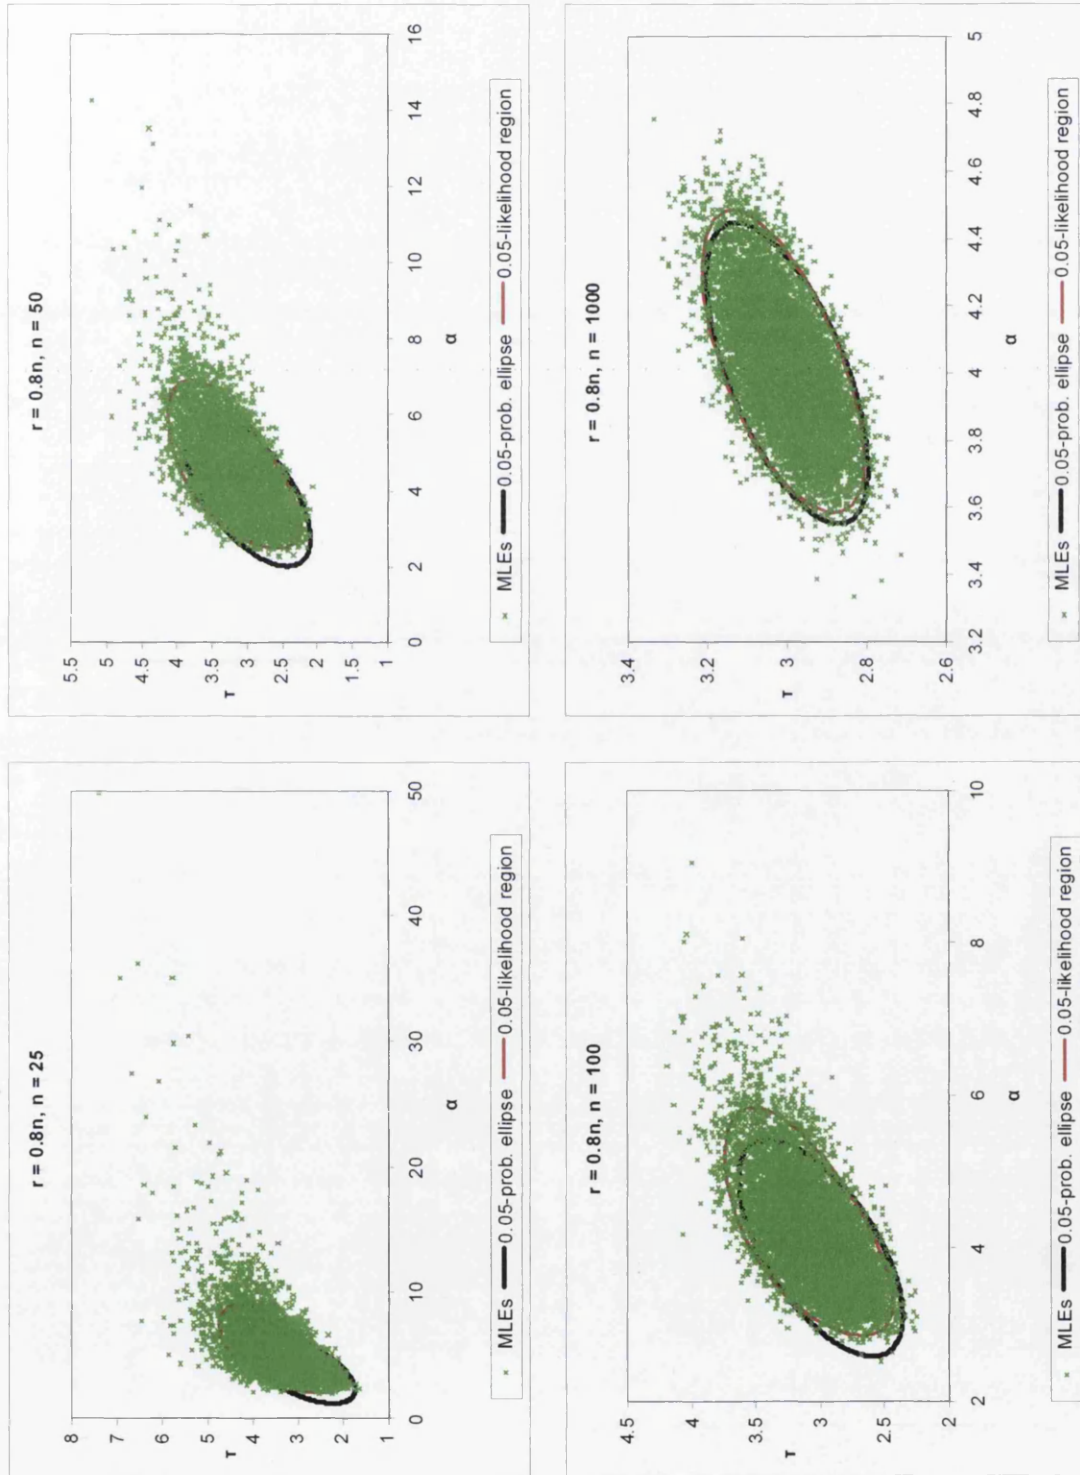 r = 0.8n, n = 25
8
7
6
5
4
3
2
1
τ
0 10 20 30 40 50
α
× MLEs 0.05-prob. ellipse 0.05-likelihood region
r = 0.8n, n = 50
5.5
5
4.5
4
3.5
3
2.5
2
1.5
1
τ
0 2 4 6 8 10 12 14 16
α
× MLEs 0.05-prob. ellipse 0.05-likelihood region
r = 0.8n, n = 100
4.5
4
3.5
3
2.5
2
τ
2 4 6 8 10
α
× MLEs 0.05-prob. ellipse 0.05-likelihood region
r = 0.8n, n = 1000
3.4
3.2
3
2.8
2.6
τ
3.2 3.4 3.6 3.8 4 4.2 4.4 4.6 4.8 5
α
× MLEs 0.05-prob. ellipse 0.05-likelihood region